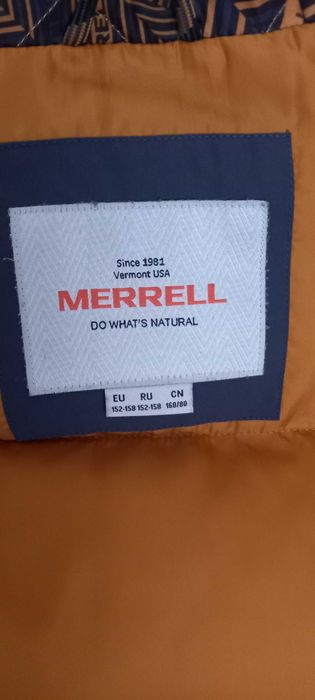 Since 1981
Vermont USA
MERRELL
DO WHAT'S NATURAL
EU RU CN
152-158 152-158 160/80